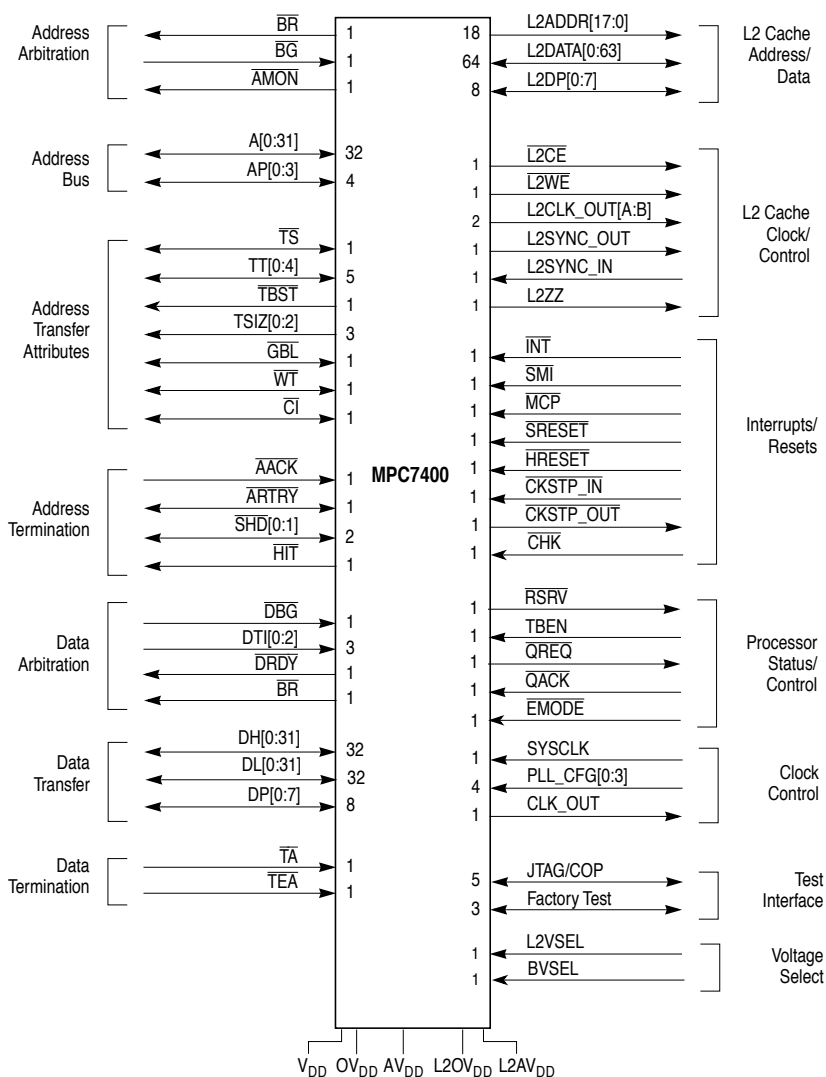 Address
Arbitration
BR 1
BG 1
AMON 1
Address
Bus
A[0:31] 32
AP[0:3] 4
Address
Transfer
Attributes
TS 1
TT[0:4] 5
TBST 1
TSIZ[0:2] 3
GBL 1
WT 1
CI 1
Address
Termination
AACK 1
ARTRY 1
SHD[0:1] 2
HIT 1
Data
Arbitration
DBG 1
DTI[0:2] 3
DRDY 1
BR 1
Data
Transfer
DH[0:31] 32
DL[0:31] 32
DP[0:7] 8
Data
Termination
TA 1
TEA 1
MPC7400
18 L2ADDR[17:0]
64 L2DATA[0:63]
8 L2DP[0:7]
L2 Cache
Address/
Data
1 L2CE
1 L2WE
2 L2CLK_OUT[A:B]
1 L2SYNC_OUT
1 L2SYNC_IN
1 L2ZZ
L2 Cache
Clock/
Control
1 INT
1 SMI
1 MCP
1 SRESET
1 HRESET
1 CKSTP_IN
1 CKSTP_OUT
1 CHK
Interrupts/
Resets
1 RSRV
1 TBEN
1 QREQ
1 QACK
1 EMODE
Processor
Status/
Control
1 SYSCLK
4 PLL_CFG[0:3]
1 CLK_OUT
Clock
Control
5 JTAG/COP
3 Factory Test
Test
Interface
1 L2VSEL
1 BVSEL
Voltage
Select
VDD OVDD AVDD L2OVDD L2AVDD